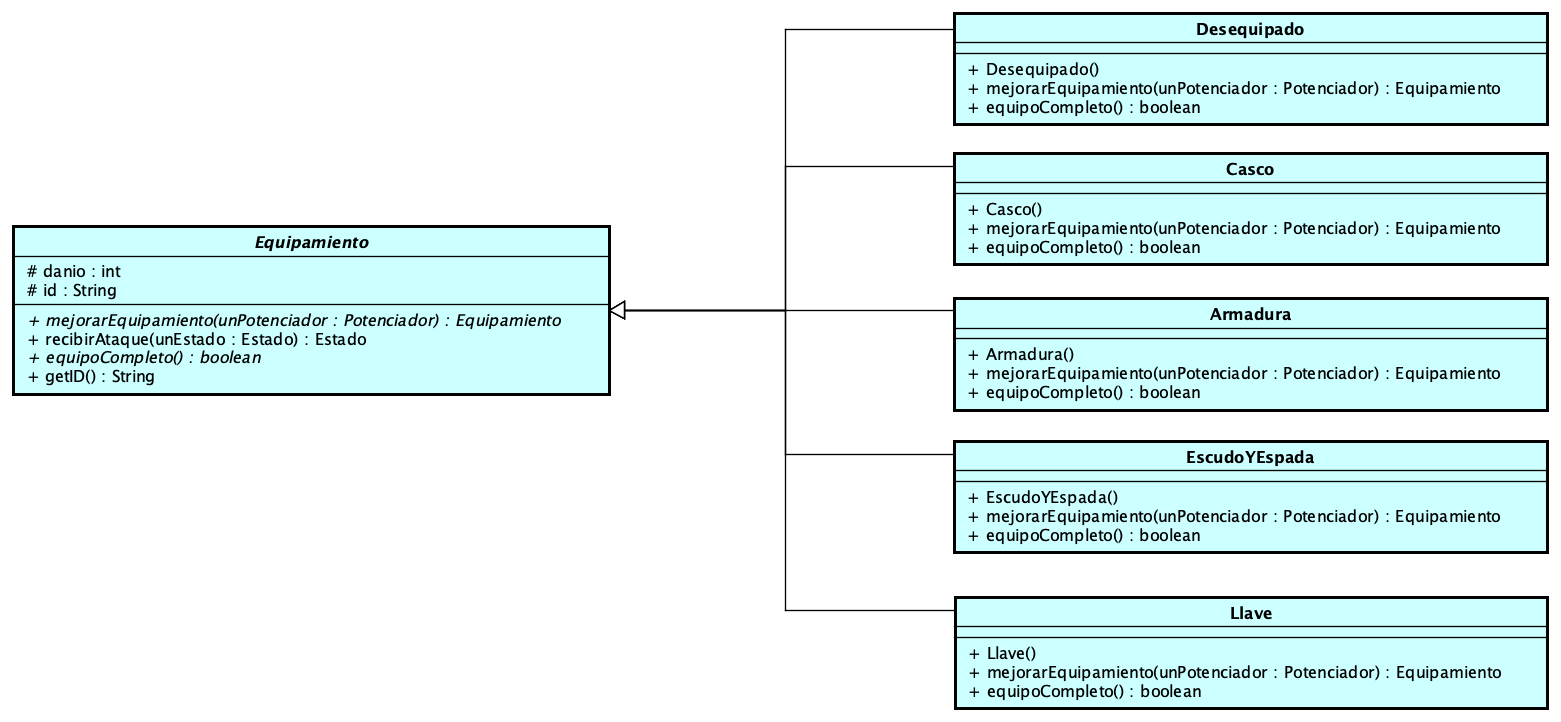 Equipamiento
# danio : int
# id : String
+ mejorarEquipamiento(unPotenciador : Potenciador) : Equipamiento
+ recibirAtaque(unEstado : Estado) : Estado
+ equipoCompleto() : boolean
+ getID() : String
Desequipado
+ Desequipado()
+ mejorarEquipamiento(unPotenciador : Potenciador) : Equipamiento
+ equipoCompleto() : boolean
Casco
+ Casco()
+ mejorarEquipamiento(unPotenciador : Potenciador) : Equipamiento
+ equipoCompleto() : boolean
Armadura
+ Armadura()
+ mejorarEquipamiento(unPotenciador : Potenciador) : Equipamiento
+ equipoCompleto() : boolean
EscudoYEspada
+ EscudoYEspada()
+ mejorarEquipamiento(unPotenciador : Potenciador) : Equipamiento
+ equipoCompleto() : boolean
Llave
+ Llave()
+ mejorarEquipamiento(unPotenciador : Potenciador) : Equipamiento
+ equipoCompleto() : boolean